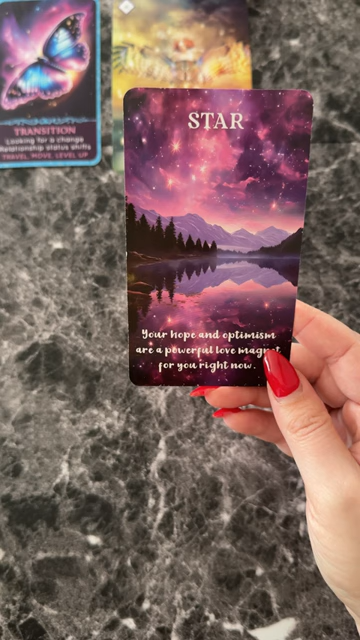 TRANSITION
Looking for a change
Relationship status shifts
TRAVEL, MOVE, LEVEL UP
STAR
Your hope and optimism
are a powerful love magnet
for you right now.